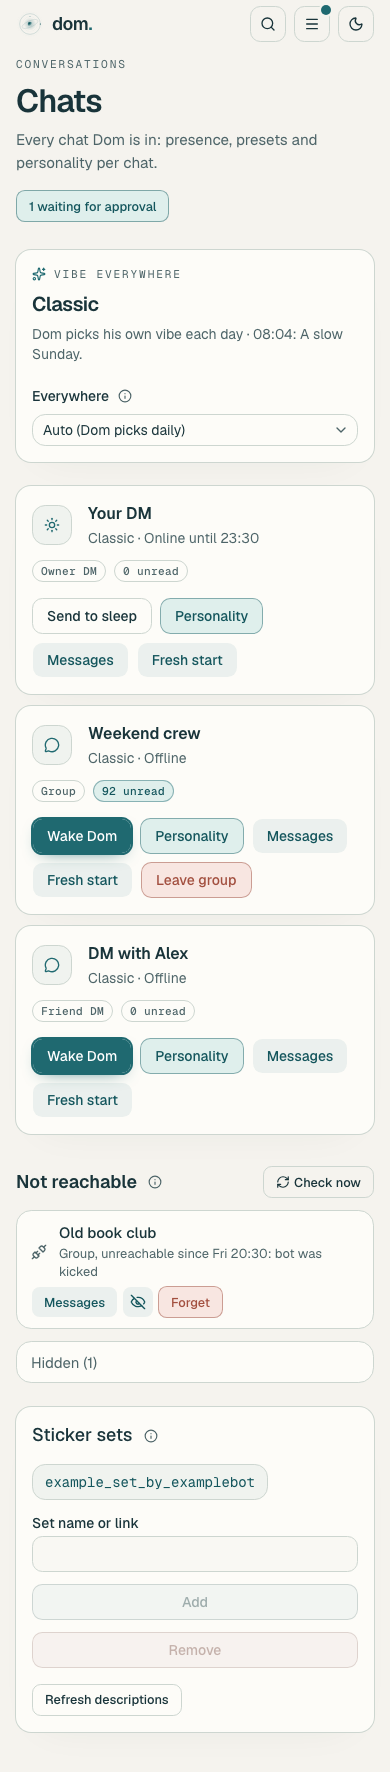 dom.
CONVERSATIONS
Chats
Every chat Dom is in: presence, presets and
personality per chat.
1 waiting for approval
VIBE EVERYWHERE
Classic
Dom picks his own vibe each day · 08:04: A slow
Sunday.
Everywhere
Auto (Dom picks daily)
Your DM
Classic · Online until 23:30
Owner DM
0 unread
Send to sleep
Personality
Messages
Fresh start
Weekend crew
Classic · Offline
Group
92 unread
Wake Dom
Personality
Messages
Fresh start
Leave group
DM with Alex
Classic · Offline
Friend DM
0 unread
Wake Dom
Personality
Messages
Fresh start
Not reachable
Check now
Old book club
Group, unreachable since Fri 20:30: bot was
kicked
Messages
Forget
Hidden (1)
Sticker sets
example_set_by_examplebot
Set name or link
Add
Remove
Refresh descriptions